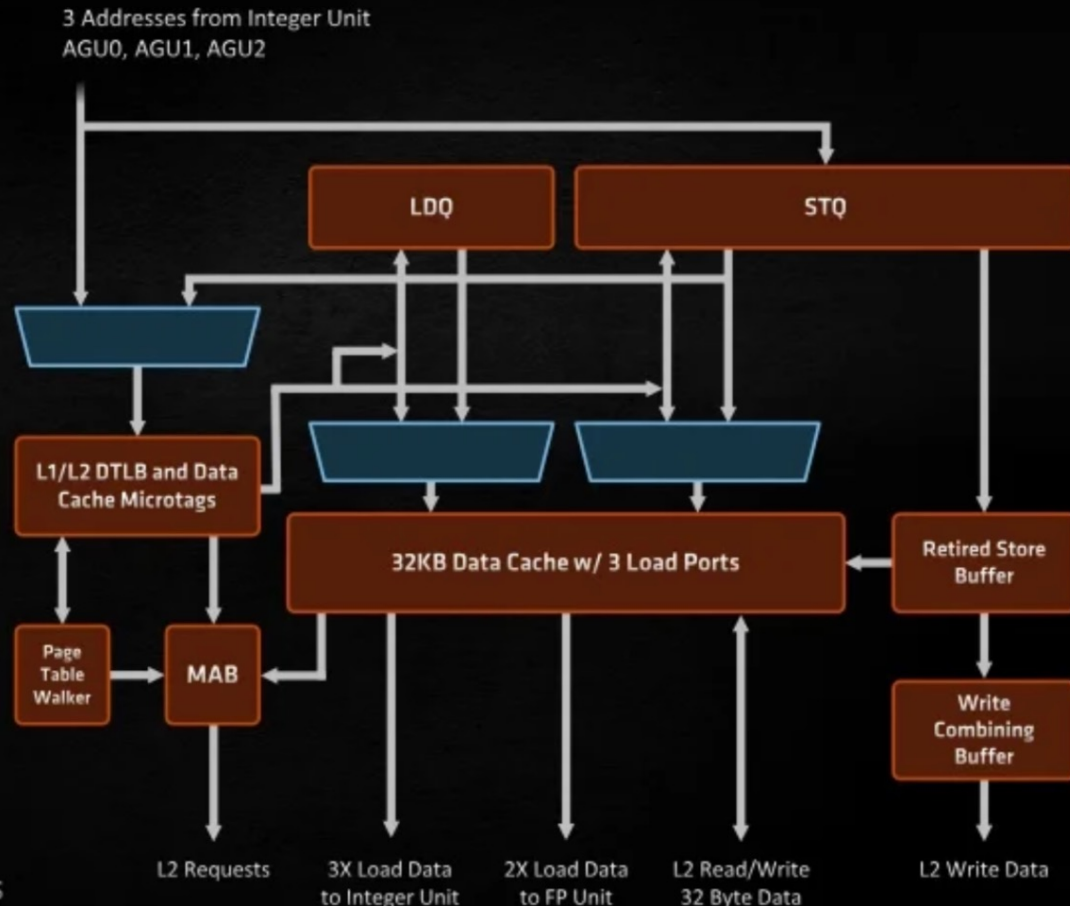 3 Addresses from Integer Unit
AGU0, AGU1, AGU2
LDQ
STQ
L1/L2 DTLB and Data
Cache Microtags
32KB Data Cache w/ 3 Load Ports
Retired Store
Buffer
Page
Table
Walker
MAB
Write
Combining
Buffer
L2 Requests
3X Load Data
to Integer Unit
2X Load Data
to FP Unit
L2 Read/Write
32 Byte Data
L2 Write Data